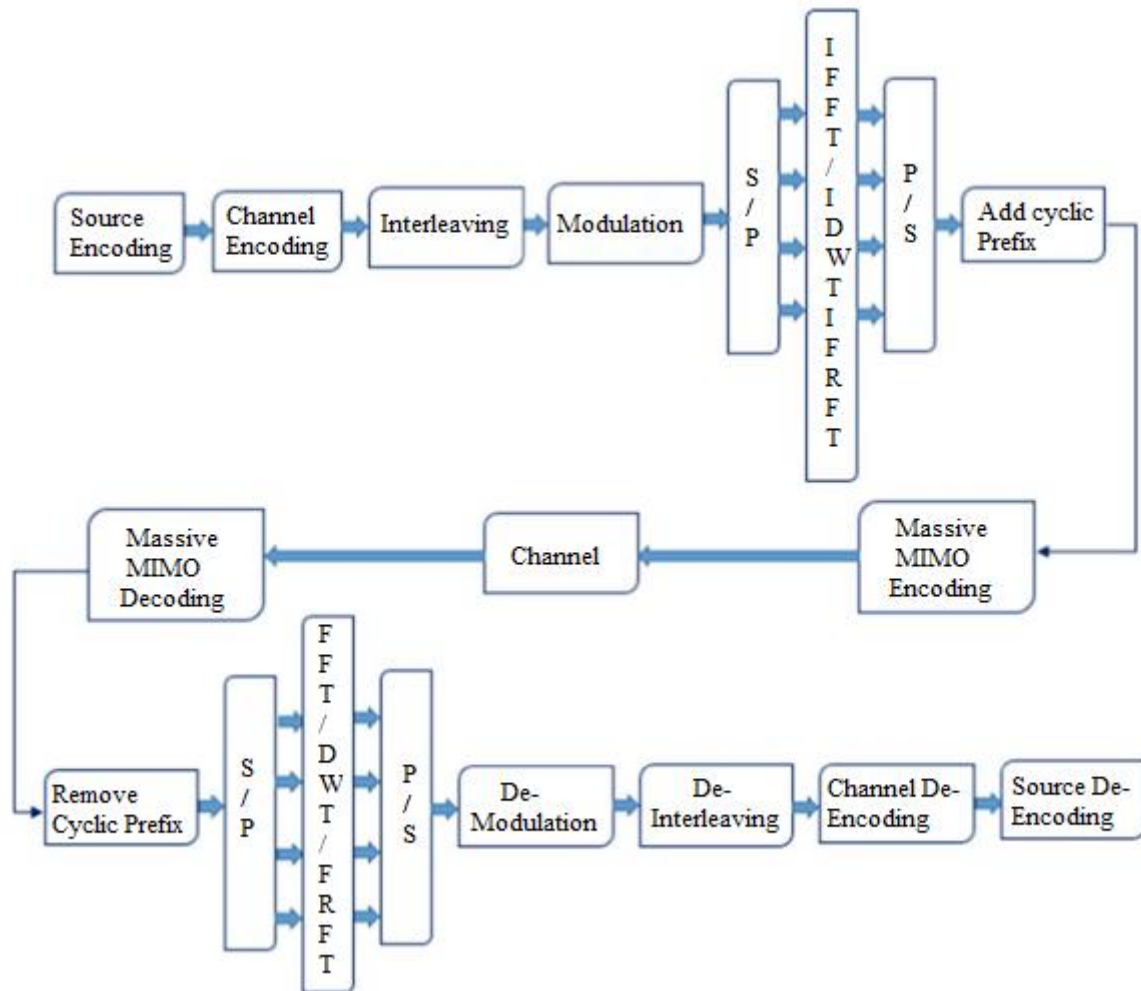 Source
Encoding
Channel
Encoding
Interleaving
Modulation
S
/
P
I
F
F
T
/
I
D
W
T
I
F
R
F
T
P
/
S
Add cyclic
Prefix
Massive
MIMO
Encoding
Channel
Massive
MIMO
Decoding
Remove
Cyclic Prefix
S
/
P
F
F
T
/
D
W
T
/
F
R
F
T
P
/
S
De-
Modulation
De-
Interleaving
Channel De-
Encoding
Source De-
Encoding